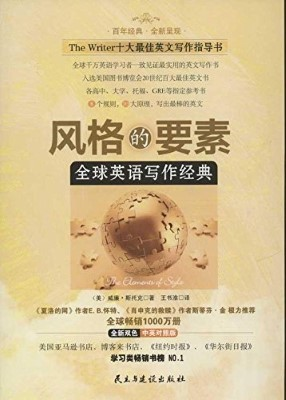 · 百年经典 · 全新呈现 ·
The Writer十大最佳英文写作指导书
全球千万英语学习者一致见证最实用的英文写作书
入选美国图书博览会20世纪百大最佳英文书
各高中、大学、托福、GRE等指定参考书
个规则, 大原理, 写出最棒的英文
风格的要素
全球英语写作经典
The Elements of Style
(美) 威廉·斯托克 著 王书淮 译
《夏洛的网》作者E.B.怀特、《肖申克的救赎》作者斯蒂芬·金 极力推荐
全球畅销1000万册
全新双色 中英对照版
美国亚马逊书店、博客来书店、《纽约时报》、《华尔街日报》
学习类畅销书榜 NO.1
民主与建设出版社